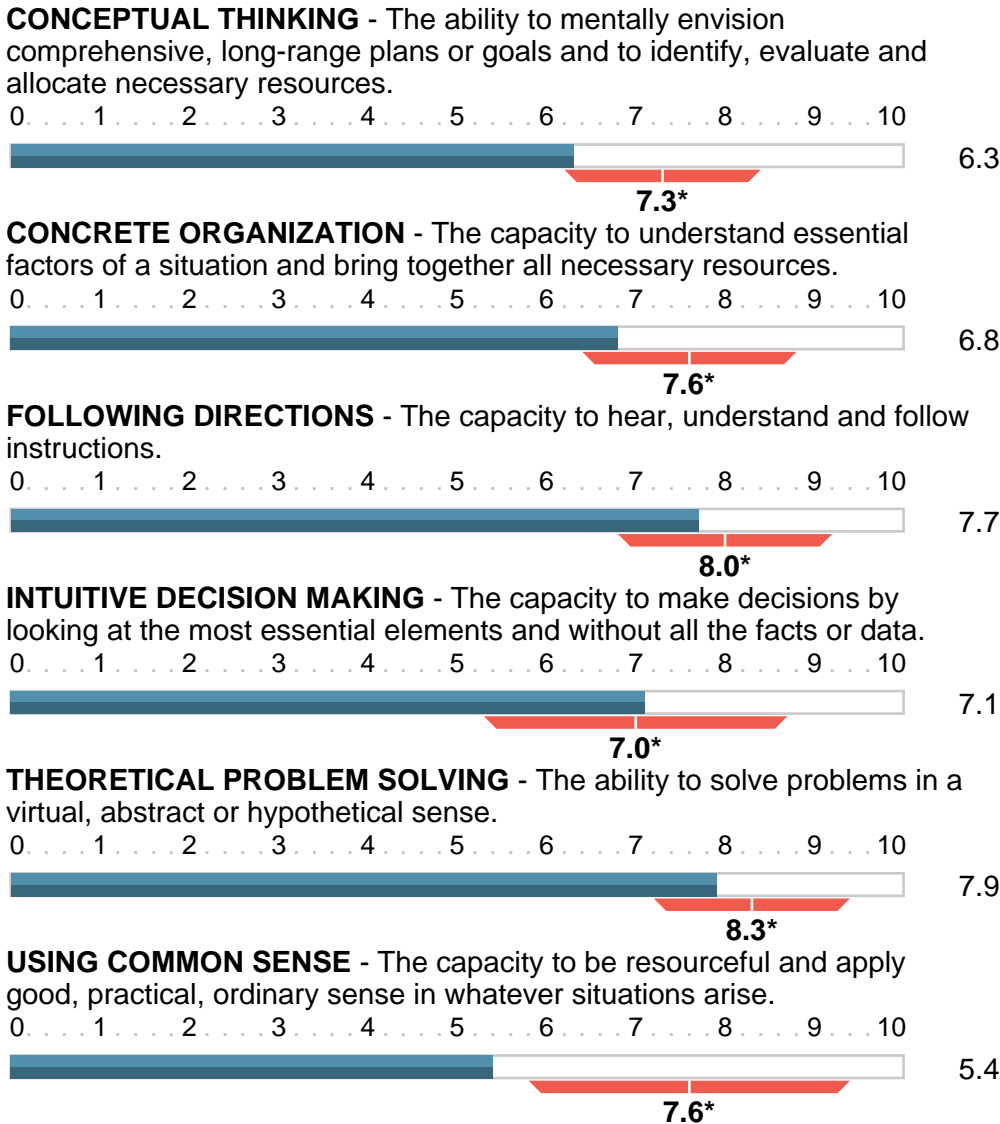 CONCEPTUAL THINKING - The ability to mentally envision
comprehensive, long-range plans or goals and to identify, evaluate and
allocate necessary resources.
0. . . . 1 . . . . 2 . . . . 3 . . . . 4 . . . . 5 . . . . 6 . . . . 7 . . . . 8 . . . . 9 . . . 10
6.3
7.3*
CONCRETE ORGANIZATION - The capacity to understand essential
factors of a situation and bring together all necessary resources.
0. . . . 1 . . . . 2 . . . . 3 . . . . 4 . . . . 5 . . . . 6 . . . . 7 . . . . 8 . . . . 9 . . . 10
6.8
7.6*
FOLLOWING DIRECTIONS - The capacity to hear, understand and follow
instructions.
0. . . . 1 . . . . 2 . . . . 3 . . . . 4 . . . . 5 . . . . 6 . . . . 7 . . . . 8 . . . . 9 . . . 10
7.7
8.0*
INTUITIVE DECISION MAKING - The capacity to make decisions by
looking at the most essential elements and without all the facts or data.
0. . . . 1 . . . . 2 . . . . 3 . . . . 4 . . . . 5 . . . . 6 . . . . 7 . . . . 8 . . . . 9 . . . 10
7.1
7.0*
THEORETICAL PROBLEM SOLVING - The ability to solve problems in a
virtual, abstract or hypothetical sense.
0. . . . 1 . . . . 2 . . . . 3 . . . . 4 . . . . 5 . . . . 6 . . . . 7 . . . . 8 . . . . 9 . . . 10
7.9
8.3*
USING COMMON SENSE - The capacity to be resourceful and apply
good, practical, ordinary sense in whatever situations arise.
0. . . . 1 . . . . 2 . . . . 3 . . . . 4 . . . . 5 . . . . 6 . . . . 7 . . . . 8 . . . . 9 . . . 10
5.4
7.6*